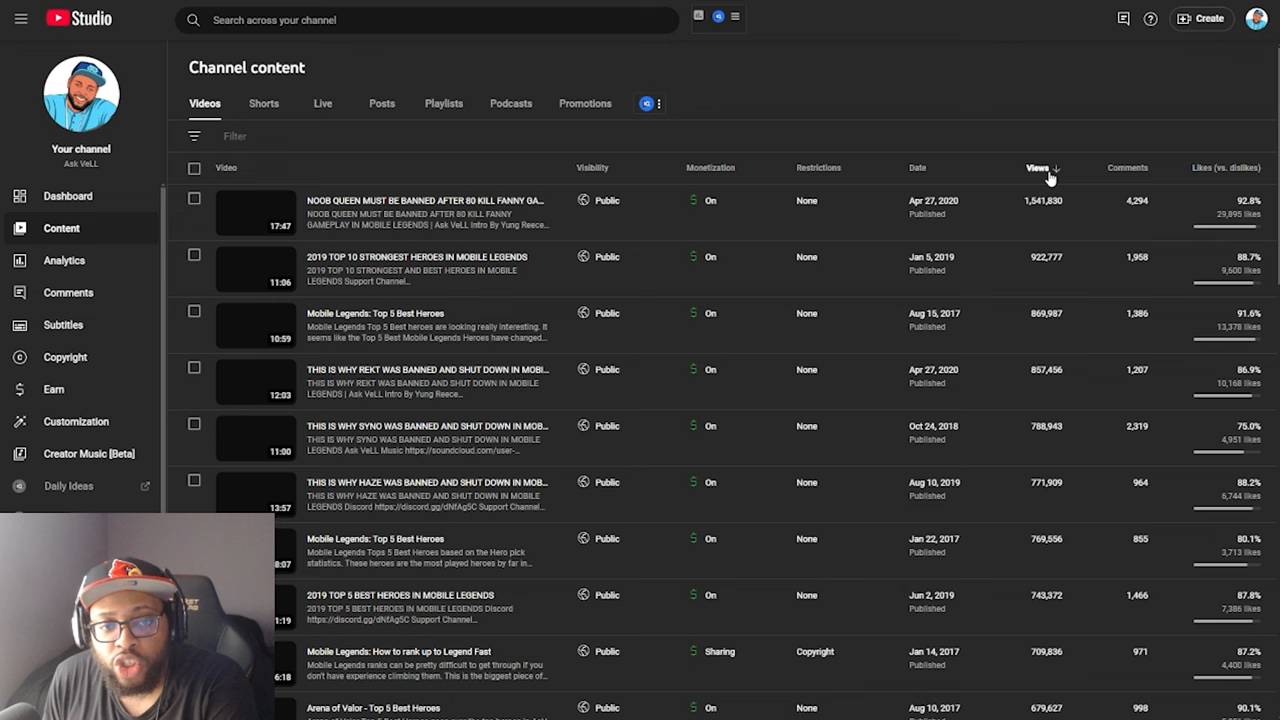 Studio
Search across your channel
Create
Your channel
Ask VeLL
Dashboard
Content
Analytics
Comments
Subtitles
Copyright
Earn
Customization
Creator Music [Beta]
Daily Ideas
Channel content
Videos Shorts Live Posts Playlists Podcasts Promotions
Filter
Video Visibility Monetization Restrictions Date Views Comments Likes (vs. dislikes)
NOOB QUEEN MUST BE BANNED AFTER 80 KILL FANNY GA... Public $ On None Apr 27, 2020 1,541,830 4,294 92.8%
NOOB QUEEN MUST BE BANNED AFTER 80 KILL FANNY Published 29,895 likes
17:47 GAMEPLAY IN MOBILE LEGENDS | Ask VeLL Intro By Yung Reece...
2019 TOP 10 STRONGEST HEROES IN MOBILE LEGENDS Public $ On None Jan 5, 2019 922,777 1,958 88.7%
2019 TOP 10 STRONGEST AND BEST HEROES IN MOBILE Published 9,600 likes
11:06 LEGENDS Support Channel...
Mobile Legends: Top 5 Best Heroes Public $ On None Aug 15, 2017 869,987 1,386 91.6%
Mobile Legends Top 5 Best heroes are looking really interesting. It Published 13,378 likes
10:59 seems like the Top 5 Best Mobile Legends Heroes have changed...
THIS IS WHY REKT WAS BANNED AND SHUT DOWN IN MOBI... Public $ On None Apr 27, 2020 857,456 1,207 86.9%
THIS IS WHY REKT WAS BANNED AND SHUT DOWN IN MOBILE Published 10,168 likes
12:03 LEGENDS | Ask VeLL Intro By Yung Reece...
THIS IS WHY SYNO WAS BANNED AND SHUT DOWN IN MOB... Public $ On None Oct 24, 2018 788,943 2,319 75.0%
THIS IS WHY SYNO WAS BANNED AND SHUT DOWN IN MOBILE Published 4,951 likes
11:00 LEGENDS Ask VeLL Music https://soundcloud.com/user-...
THIS IS WHY HAZE WAS BANNED AND SHUT DOWN IN MOB... Public $ On None Aug 10, 2019 771,909 964 88.2%
THIS IS WHY HAZE WAS BANNED AND SHUT DOWN IN MOBILE Published 6,744 likes
13:57 LEGENDS Discord https://discord.gg/dNfAg5C Support Channel...
Mobile Legends: Top 5 Best Heroes Public $ On None Jan 22, 2017 769,556 855 80.1%
Mobile Legends Tops 5 Best Heroes based on the Hero pick Published 3,713 likes
8:07 statistics. These heroes are the most played heroes by far in...
2019 TOP 5 BEST HEROES IN MOBILE LEGENDS Public $ On None Jun 2, 2019 743,372 1,466 87.8%
2019 TOP 5 BEST HEROES IN MOBILE LEGENDS Discord Published 7,386 likes
1:19 https://discord.gg/dNfAg5C Support Channel...
Mobile Legends: How to rank up to Legend Fast Public $ Sharing Copyright Jan 14, 2017 709,836 971 87.2%
Mobile Legends ranks can be pretty difficult to get through if you Published 4,400 likes
6:18 don't have experience climbing them. This is the biggest piece of...
Arena of Valor - Top 5 Best Heroes Public $ On None Aug 10, 2017 679,627 998 90.1%